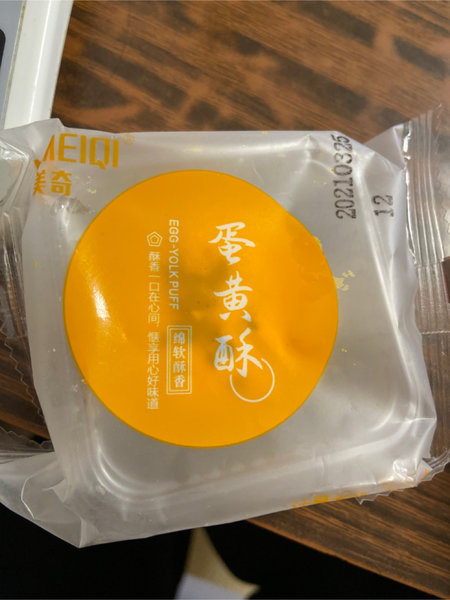 MEIQI
美奇
蛋黄酥
EGG-YOLK PUFF
绵软酥香
酥香一口在心间 惬享用心好味道
20210325
12